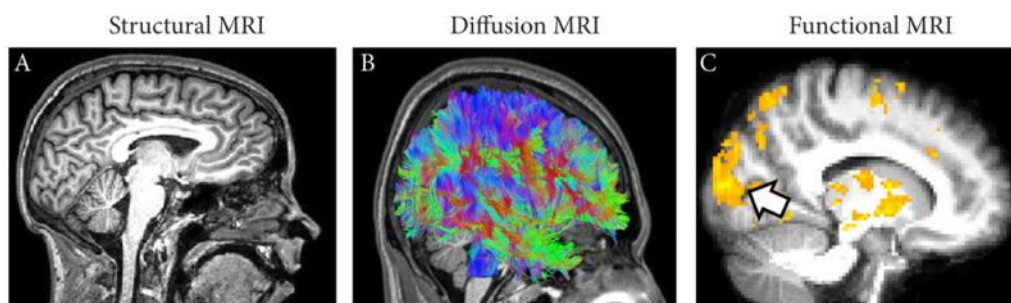 Structural MRI
Diffusion MRI
Functional MRI
A
B
C